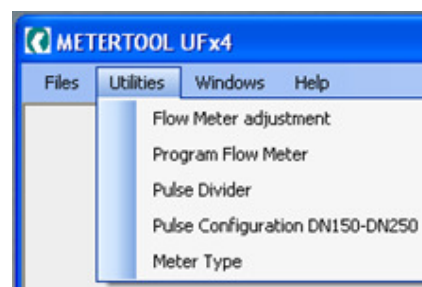 METERTOOL UFx4
Files Utilities Windows Help
Flow Meter adjustment
Program Flow Meter
Pulse Divider
Pulse Configuration DN150-DN250
Meter Type